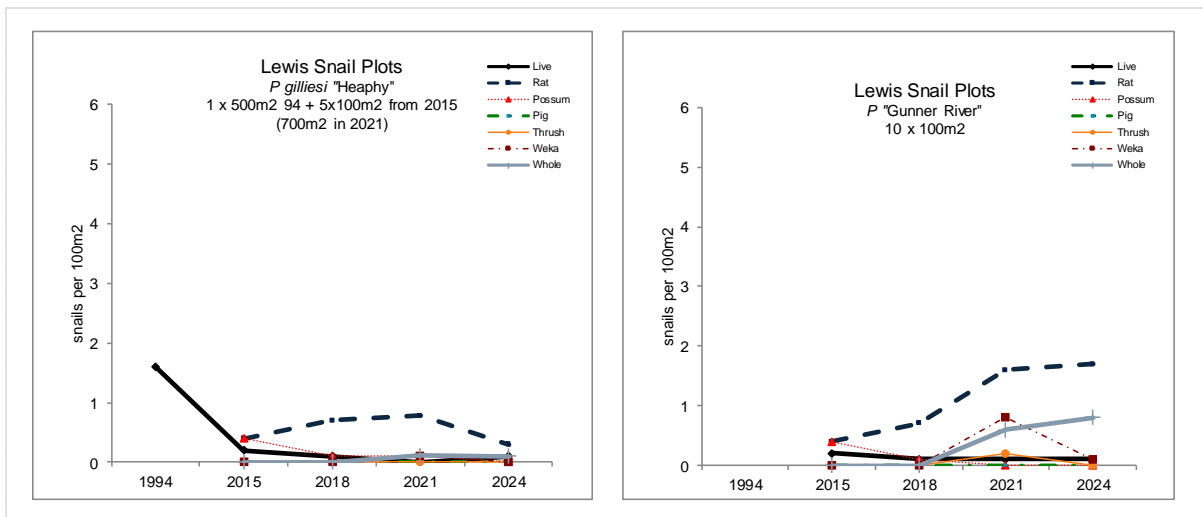 Lewis Snail Plots
P gilliesi "Heaphy"
1 x 500m2 94 + 5x100m2 from 2015
(700m2 in 2021)
Live
Rat
Possum
Pig
Thrush
Weka
Whole
snails per 100m2
6
5
4
3
2
1
0
1994 2015 2018 2021 2024
Lewis Snail Plots
P "Gunner River"
10 x 100m2
Live
Rat
Possum
Pig
Thrush
Weka
Whole
snails per 100m2
6
5
4
3
2
1
0
1994 2015 2018 2021 2024